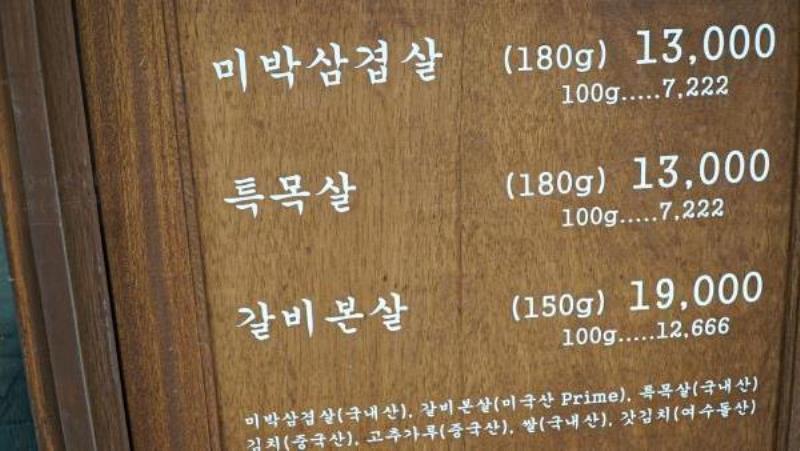 미박삼겹살 (180g) 13,000
100g.....7,222
특목살 (180g) 13,000
100g.....7,222
갈비본살 (150g) 19,000
100g.....12,666
미박삼겹살(국내산), 갈비본살(미국산 Prime), 특목살(국내산)
김치(중국산), 고추가루(중국산), 쌀(국내산), 갓김치(여수돌산)